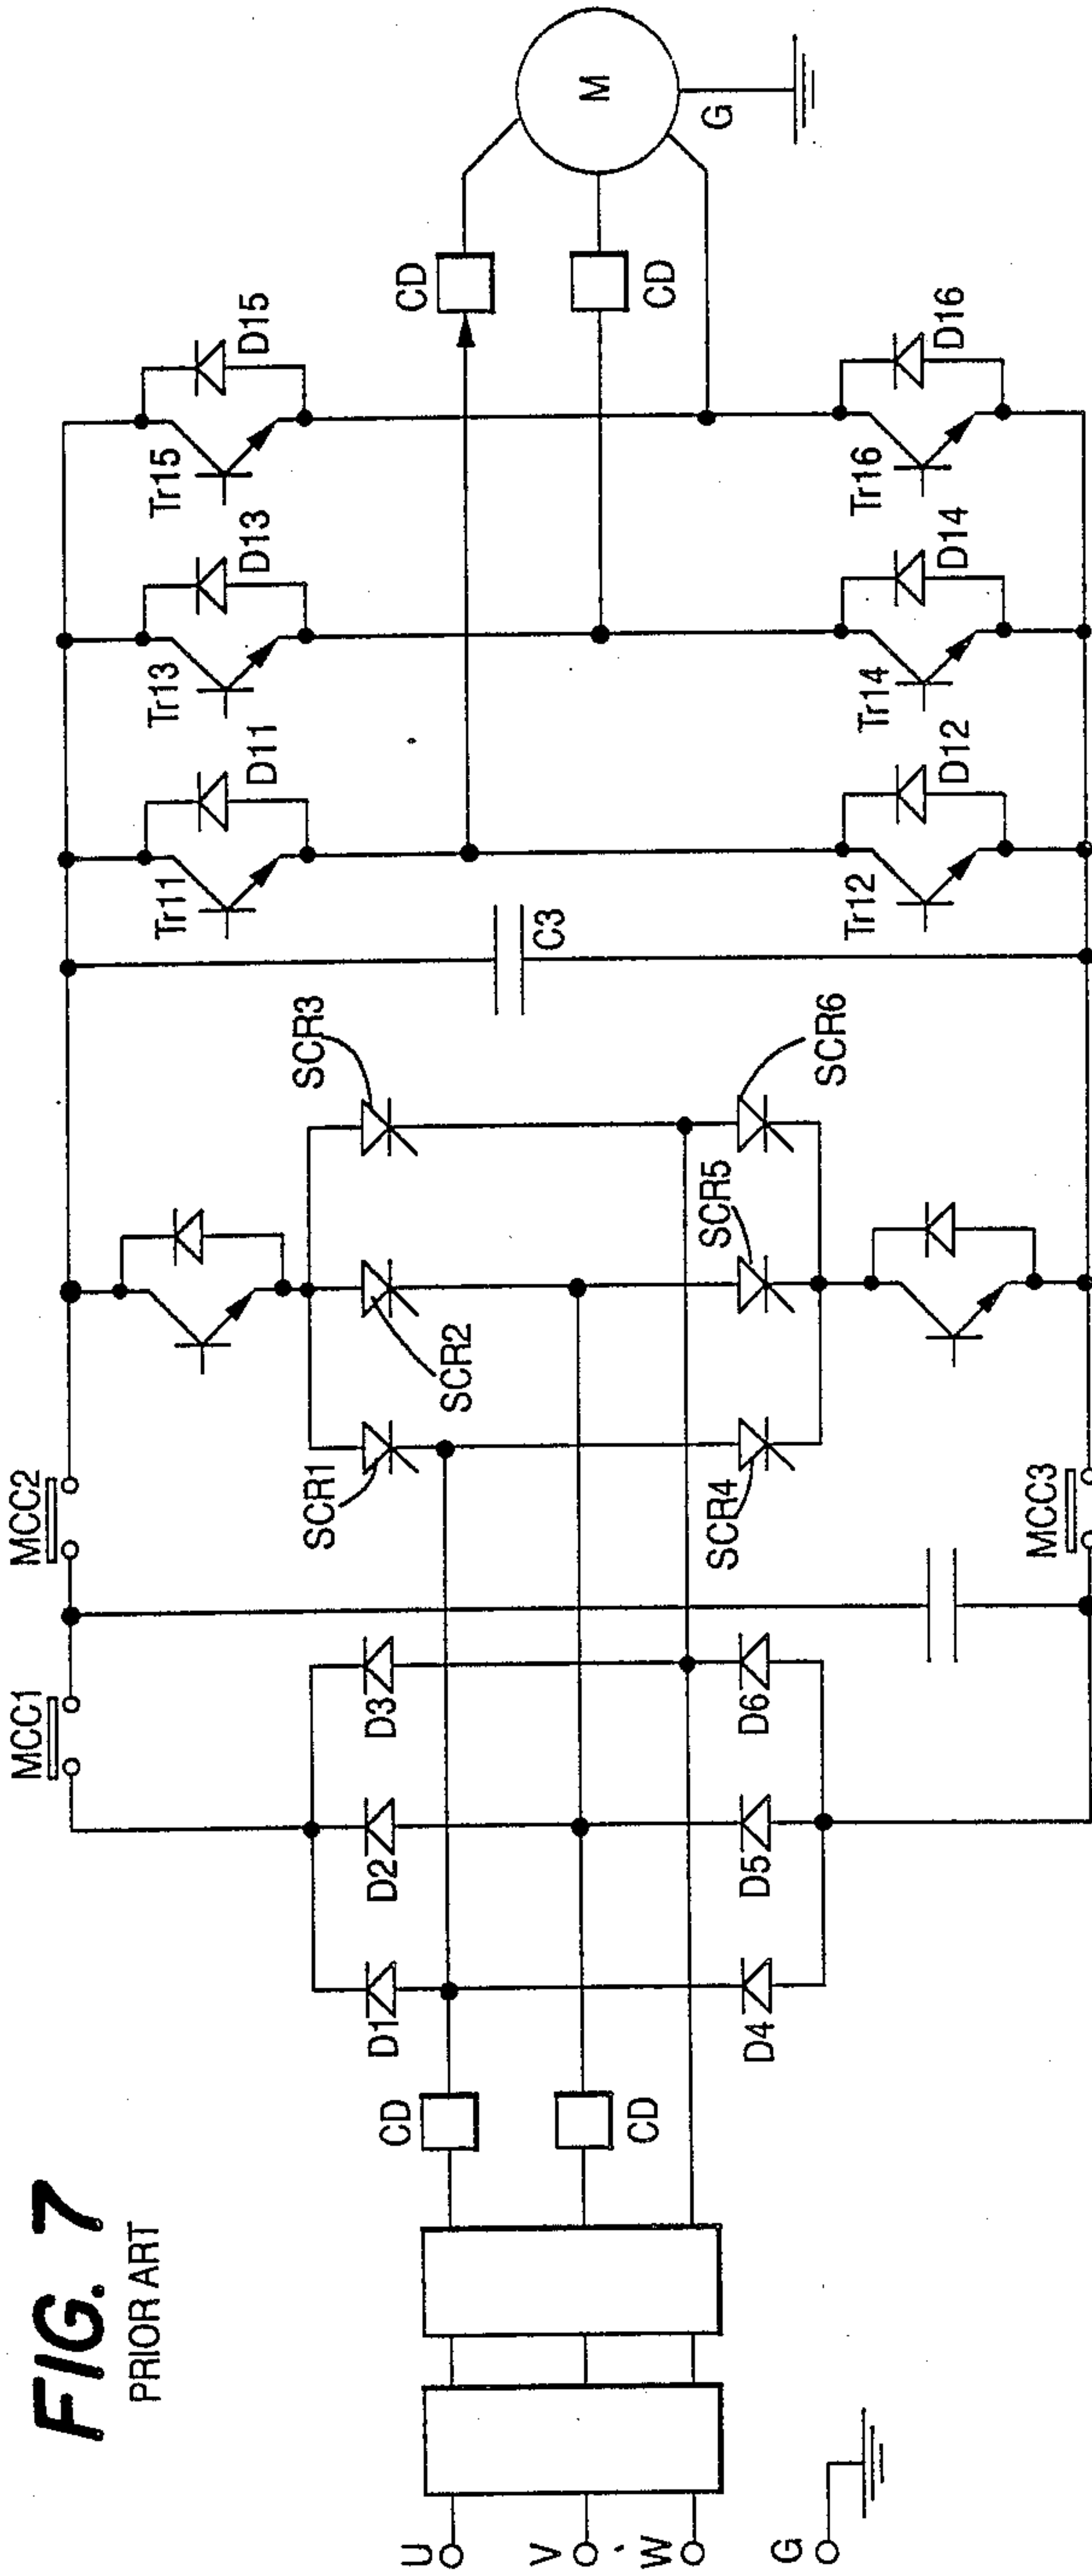 FIG. 7
PRIOR ART
U
V
W
G
CD
CD
D1
D2
D3
D4
D5
D6
MCC1
MCC2
MCC3
SCR1
SCR2
SCR3
SCR4
SCR5
SCR6
C3
Tr11
D11
Tr13
D13
Tr15
D15
Tr12
D12
Tr14
D14
Tr16
D16
CD
CD
M
G